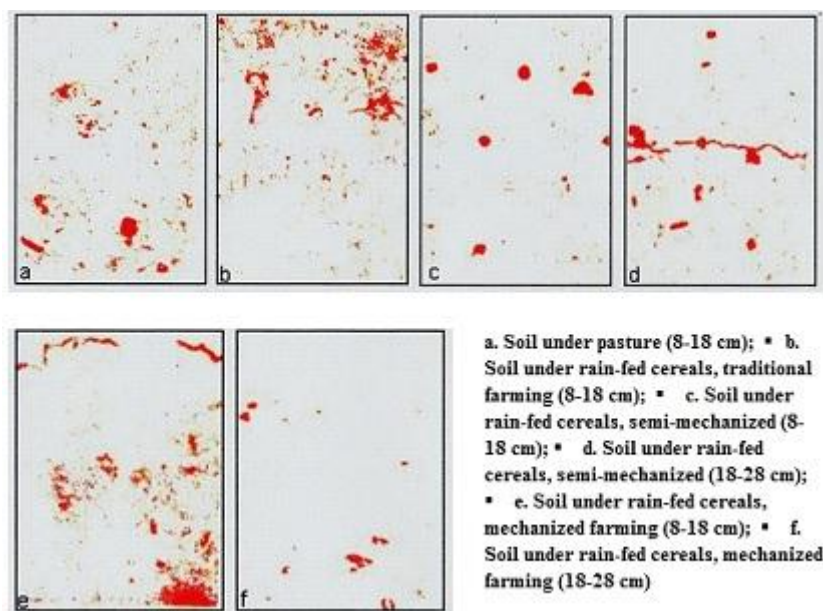 a
b
c
d
e
f
a. Soil under pasture (8-18 cm); ▪ b.
Soil under rain-fed cereals, traditional
farming (8-18 cm); ▪ c. Soil under
rain-fed cereals, semi-mechanized (8-
18 cm); ▪ d. Soil under rain-fed
cereals, semi-mechanized (18-28 cm);
▪ e. Soil under rain-fed cereals,
mechanized farming (8-18 cm); ▪ f.
Soil under rain-fed cereals, mechanized
farming (18-28 cm)